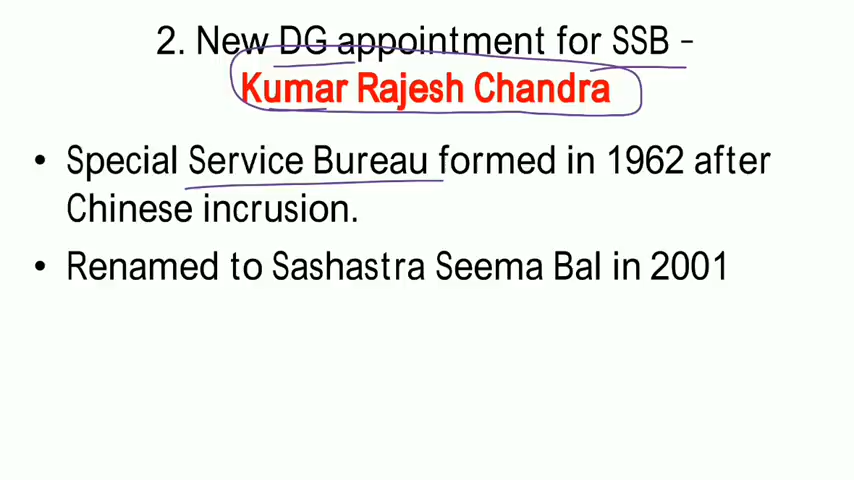 2. New DG appointment for SSB -
Kumar Rajesh Chandra
• Special Service Bureau formed in 1962 after
Chinese incrusion.
• Renamed to Sashastra Seema Bal in 2001